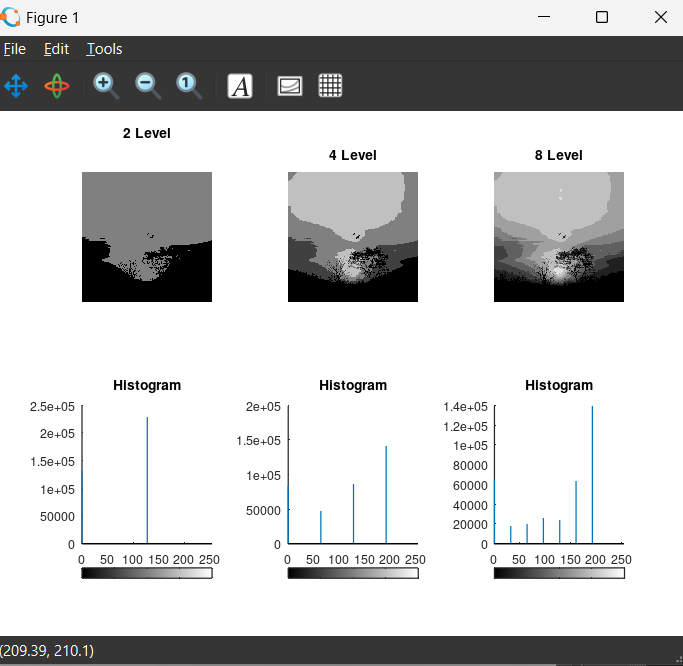 Figure 1
File Edit Tools
A
2 Level
4 Level
8 Level
Histogram
2.5e+05
2e+05
1.5e+05
1e+05
50000
0
0 50 100 150 200 250
Histogram
2e+05
1.5e+05
1e+05
50000
0
0 50 100 150 200 250
Histogram
1.4e+05
1.2e+05
1e+05
80000
60000
40000
20000
0
0 50 100 150 200 250
(209.39, 210.1)